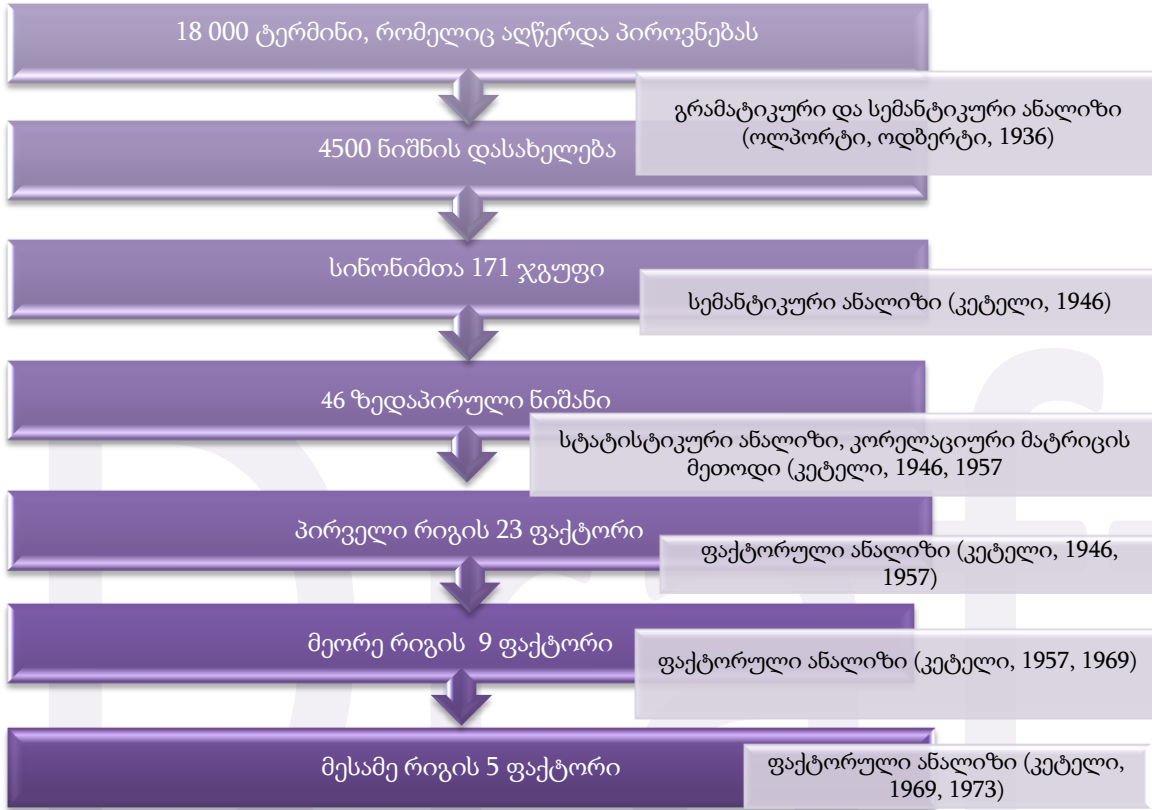 18 000 ტერმინი, რომელიც აღწერდა პიროვნებას
გრამატიკური და სემანტიკური ანალიზი
(ოლპორტი, ოდბერტი, 1936)
4500 ნიშნის დასახელება
სინონიმთა 171 ჯგუფი
სემანტიკური ანალიზი (კეტელი, 1946)
46 ზედაპირული ნიშანი
სტატისტიკური ანალიზი, კორელაციური მატრიცის
მეთოდი (კეტელი, 1946, 1957
პირველი რიგის 23 ფაქტორი
ფაქტორული ანალიზი (კეტელი, 1946,
1957)
მეორე რიგის 9 ფაქტორი
ფაქტორული ანალიზი (კეტელი, 1957, 1969)
მესამე რიგის 5 ფაქტორი
ფაქტორული ანალიზი (კეტელი,
1969, 1973)